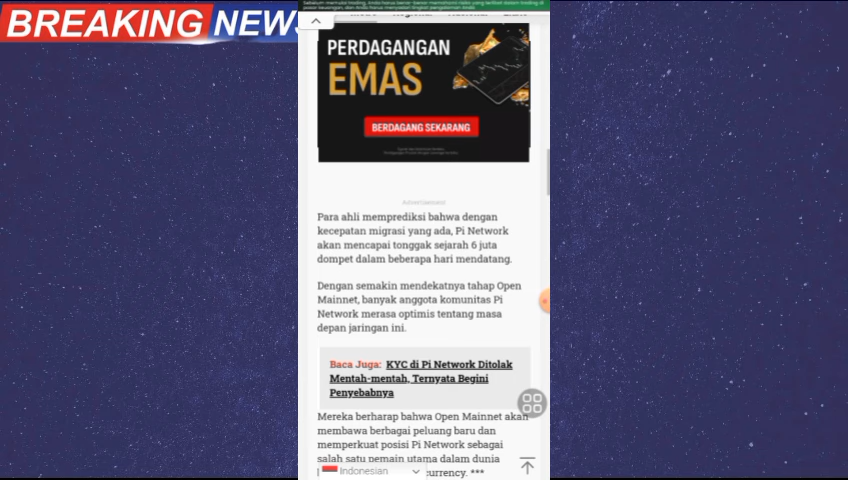 BREAKING NEWS
PERDAGANGAN
EMAS
BERDAGANG SEKARANG
Advertisement
Para ahli memprediksi bahwa dengan
kecepatan migrasi yang ada, Pi Network
akan mencapai tonggak sejarah 6 juta
dompet dalam beberapa hari mendatang.
Dengan semakin mendekatnya tahap Open
Mainnet, banyak anggota komunitas Pi
Network merasa optimis tentang masa
depan jaringan ini.
Baca Juga: KYC di Pi Network Ditolak
Mentah-mentah, Ternyata Begini
Penyebabnya
Mereka berharap bahwa Open Mainnet akan
membawa berbagai peluang baru dan
memperkuat posisi Pi Network sebagai
salah satu pemain utama dalam dunia
Indonesian
currency. ***